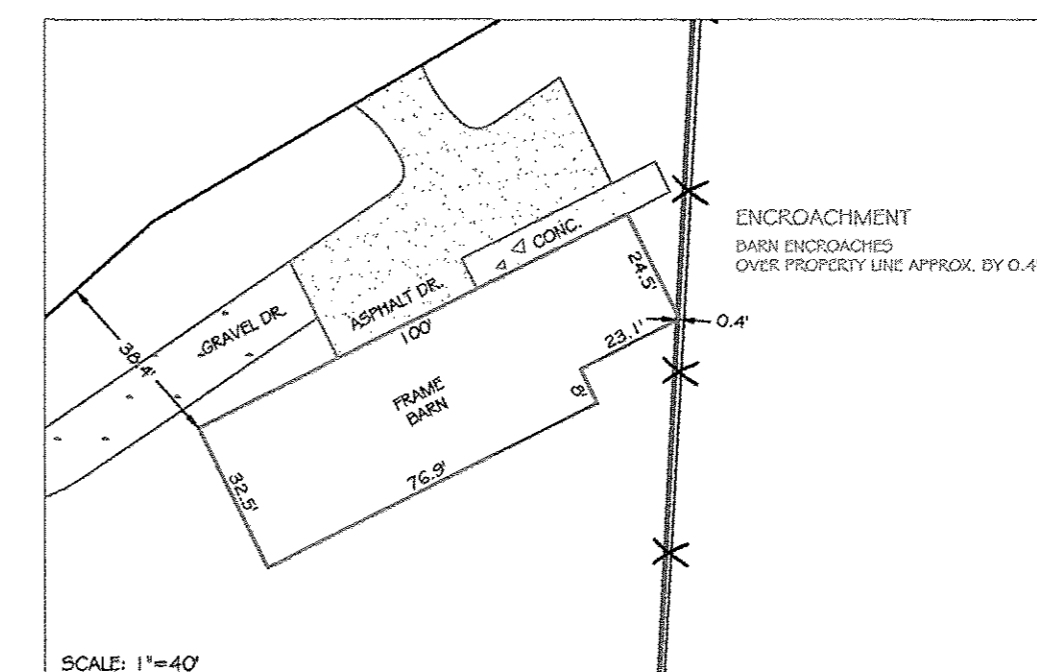 ENCROACHMENT
BARN ENCROACHES
OVER PROPERTY LINE APPROX. BY 0.4'
CONC.
24.5'
ASPHALT DR.
GRAVEL DR.
100'
0.4'
23.1'
38.4'
FRAME
BARN
8'
76.9'
32.5'
SCALE: 1"=40'